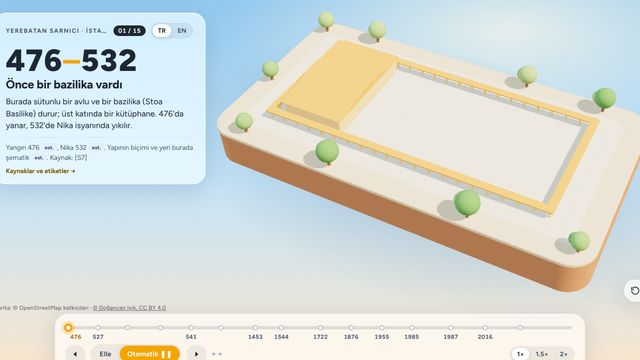 YEREBATAN SARNICI · İSTA… 01 / 15 TR EN
476–532
Önce bir bazilika vardı
Burada sütunlu bir avlu ve bir bazilika (Stoa
Basilike) durur; üst katında bir kütüphane. 476'da
yanar, 532'de Nika isyanında yıkılır.
Yangın 476 est. , Nika 532 est. . Yapının biçimi ve yeri burada
şematik est. . Kaynak: [S7]
Kaynaklar ve etiketler →
© OpenStreetMap katkıcıları · © Doğancan Işık, CC BY 4.0
476 527 541 1453 1544 1722 1876 1955 1985 1987 2016
Elle Otomatik ← → 1× 1.5× 2×